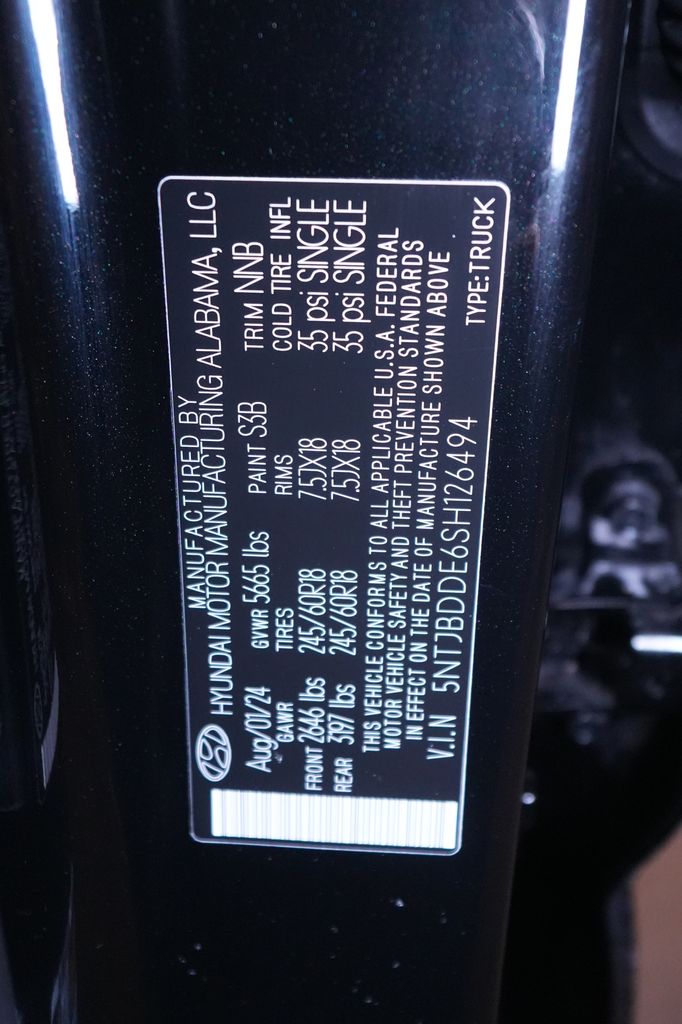 MANUFACTURED BY
HYUNDAI MOTOR MANUFACTURING ALABAMA, LLC
Aug/01/24 GVWR 5665 lbs PAINT S3B TRIM NNB
GAWR TIRES RIMS COLD TIRE INFL
FRONT 2646 lbs 245/60R18 7.5JX18 35 psi SINGLE
REAR 3197 lbs 245/60R18 7.5JX18 35 psi SINGLE
THIS VEHICLE CONFORMS TO ALL APPLICABLE U.S.A. FEDERAL
MOTOR VEHICLE SAFETY AND THEFT PREVENTION STANDARDS
IN EFFECT ON THE DATE OF MANUFACTURE SHOWN ABOVE
V.I.N 5NTJBDDE6SH126494 TYPE:TRUCK